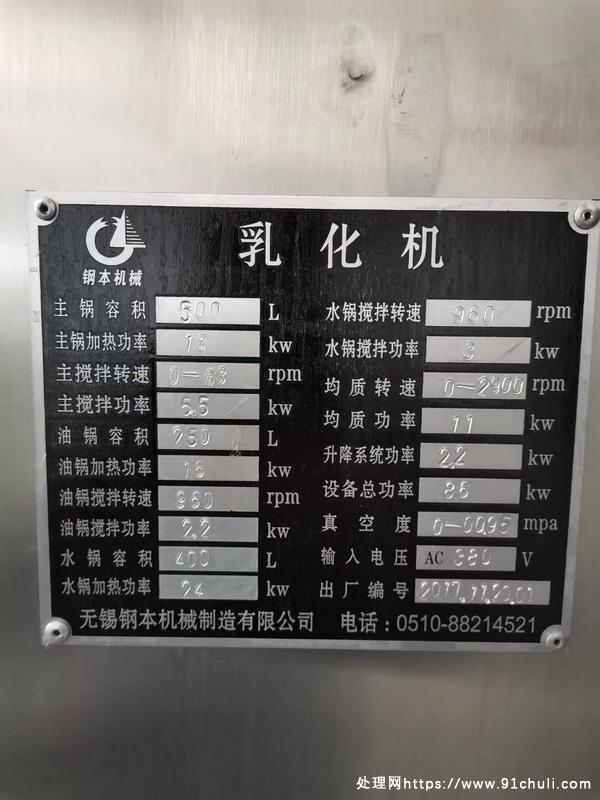 乳化机
钢本机械
主锅容积 500 L
主锅加热功率 18 kw
主搅拌转速 0-63 rpm
主搅拌功率 5.5 kw
油锅容积 250 L
油锅加热功率 16 kw
油锅搅拌转速 960 rpm
油锅搅拌功率 2.2 kw
水锅容积 400 L
水锅加热功率 24 kw
水锅搅拌转速 960 rpm
水锅搅拌功率 3 kw
均质转速 0-2900 rpm
均质功率 11 kw
升降系统功率 2.2 kw
设备总功率 86 kw
真空度 0-0.095 mpa
输入电压 AC 380 V
出厂编号 2017.11.20.01
无锡钢本机械制造有限公司 电话:0510-88214521
处理网https://www.91chuli.com/